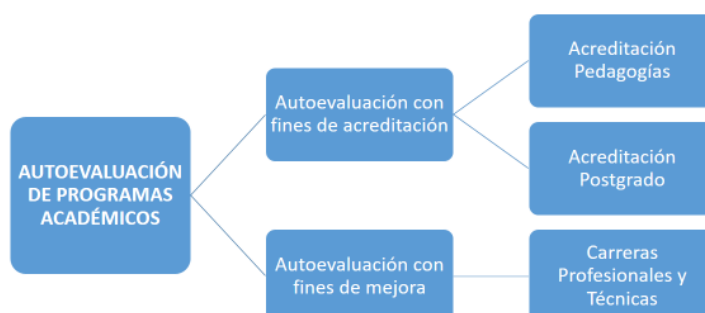 AUTOEVALUACIÓN
DE PROGRAMAS
ACADÉMICOS
Autoevaluación con
fines de acreditación
Acreditación
Pedagogías
Acreditación
Postgrado
Autoevaluación con
fines de mejora
Carreras
Profesionales y
Técnicas